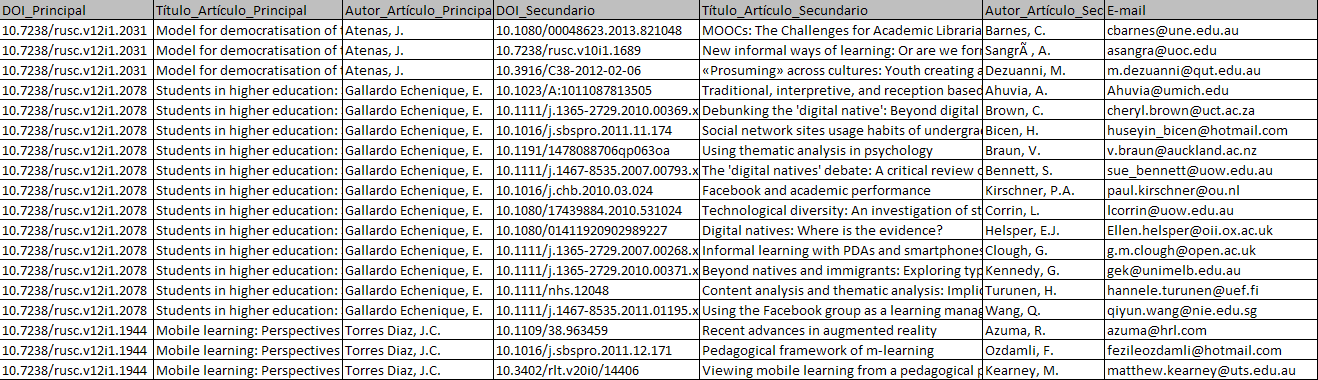 DOI_Principal Título_Artículo_Principal Autor_Artículo_Principa DOI_Secundario Título_Artículo_Secundario Autor_Artículo_Sec E-mail
10.7238/rusc.v12i1.2031 Model for democratisation of Atenas, J. 10.1080/00048623.2013.821048 MOOCs: The Challenges for Academic Libraria Barnes, C. cbarnes@une.edu.au
10.7238/rusc.v12i1.2031 Model for democratisation of Atenas, J. 10.7238/rusc.v10i1.1689 New informal ways of learning: Or are we for SangrÃ , A. asangra@uoc.edu
10.7238/rusc.v12i1.2031 Model for democratisation of Atenas, J. 10.3916/C38-2012-02-06 «Prosuming» across cultures: Youth creating a Dezuanni, M. m.dezuanni@qut.edu.au
10.7238/rusc.v12i1.2078 Students in higher education: Gallardo Echenique, E. 10.1023/A:1011087813505 Traditional, interpretive, and reception based Ahuvia, A. Ahuvia@umich.edu
10.7238/rusc.v12i1.2078 Students in higher education: Gallardo Echenique, E. 10.1111/j.1365-2729.2010.00369.x Debunking the 'digital native': Beyond digital Brown, C. cheryl.brown@uct.ac.za
10.7238/rusc.v12i1.2078 Students in higher education: Gallardo Echenique, E. 10.1016/j.sbspro.2011.11.174 Social network sites usage habits of undergra Bicen, H. huseyin_bicen@hotmail.com
10.7238/rusc.v12i1.2078 Students in higher education: Gallardo Echenique, E. 10.1191/1478088706qp063oa Using thematic analysis in psychology Braun, V. v.braun@auckland.ac.nz
10.7238/rusc.v12i1.2078 Students in higher education: Gallardo Echenique, E. 10.1111/j.1467-8535.2007.00793.x The 'digital natives' debate: A critical review o Bennett, S. sue_bennett@uow.edu.au
10.7238/rusc.v12i1.2078 Students in higher education: Gallardo Echenique, E. 10.1016/j.chb.2010.03.024 Facebook and academic performance Kirschner, P.A. paul.kirschner@ou.nl
10.7238/rusc.v12i1.2078 Students in higher education: Gallardo Echenique, E. 10.1080/17439884.2010.531024 Technological diversity: An investigation of st Corrin, L. lcorrin@uow.edu.au
10.7238/rusc.v12i1.2078 Students in higher education: Gallardo Echenique, E. 10.1080/01411920902989227 Digital natives: Where is the evidence? Helsper, E.J. Ellen.helsper@oii.ox.ac.uk
10.7238/rusc.v12i1.2078 Students in higher education: Gallardo Echenique, E. 10.1111/j.1365-2729.2007.00268.x Informal learning with PDAs and smartphones Clough, G. g.m.clough@open.ac.uk
10.7238/rusc.v12i1.2078 Students in higher education: Gallardo Echenique, E. 10.1111/j.1365-2729.2010.00371.x Beyond natives and immigrants: Exploring typ Kennedy, G. gek@unimelb.edu.au
10.7238/rusc.v12i1.2078 Students in higher education: Gallardo Echenique, E. 10.1111/nhs.12048 Content analysis and thematic analysis: Implic Turunen, H. hannele.turunen@uef.fi
10.7238/rusc.v12i1.2078 Students in higher education: Gallardo Echenique, E. 10.1111/j.1467-8535.2011.01195.x Using the Facebook group as a learning manag Wang, Q. qiyun.wang@nie.edu.sg
10.7238/rusc.v12i1.1944 Mobile learning: Perspectives Torres Diaz, J.C. 10.1109/38.963459 Recent advances in augmented reality Azuma, R. azuma@hrl.com
10.7238/rusc.v12i1.1944 Mobile learning: Perspectives Torres Diaz, J.C. 10.1016/j.sbspro.2011.12.171 Pedagogical framework of m-learning Ozdamli, F. fezileozdamli@hotmail.com
10.7238/rusc.v12i1.1944 Mobile learning: Perspectives Torres Diaz, J.C. 10.3402/rlt.v20i0/14406 Viewing mobile learning from a pedagogical p Kearney, M. matthew.kearney@uts.edu.au